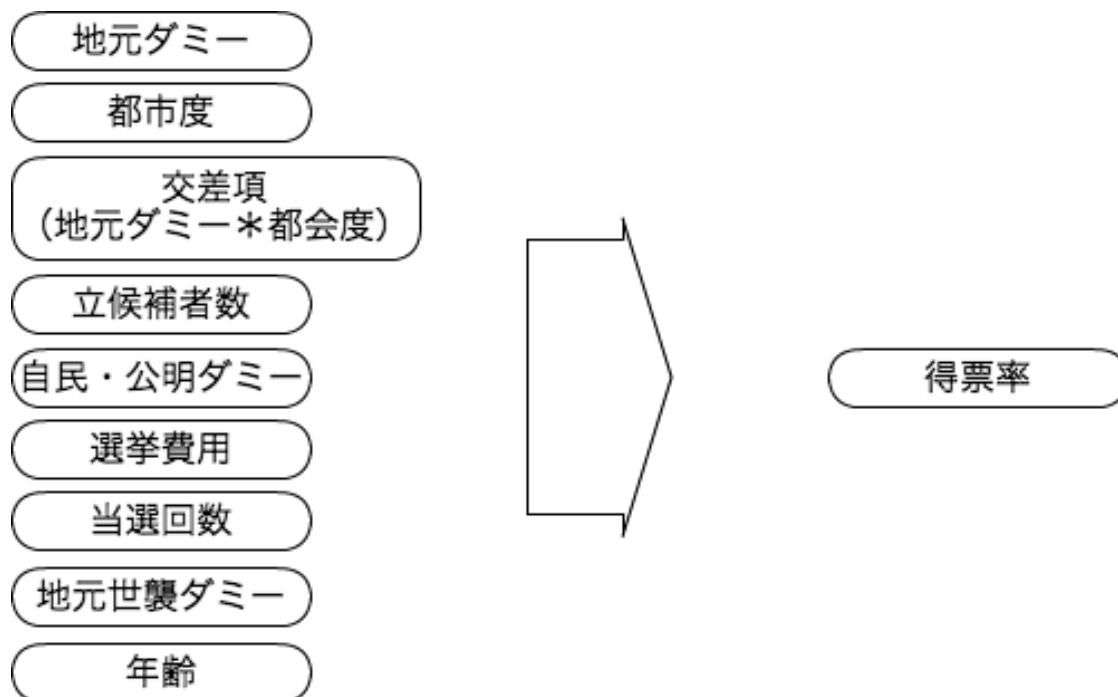 地元ダミー
都市度
交差項
（地元ダミー＊都会度）
立候補者数
自民・公明ダミー
選挙費用
当選回数
地元世襲ダミー
年齢
得票率